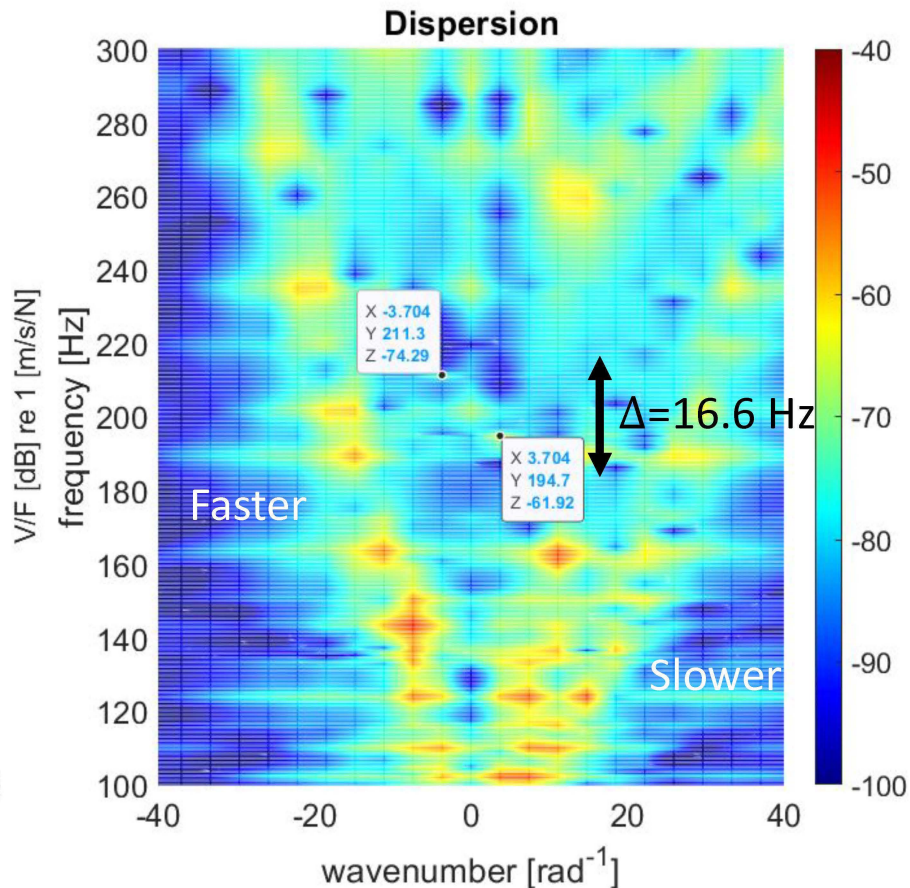 Dispersion
V/F [dB] re 1 [m/s/N]
frequency [Hz]
300
280
260
240
220
200
180
160
140
120
100
X -3.704
Y 211.3
Z -74.29
Δ=16.6 Hz
X 3.704
Y 194.7
Z -61.92
Faster
Slower
-40
-20
0
20
40
wavenumber [rad⁻¹]
-40
-50
-60
-70
-80
-90
-100